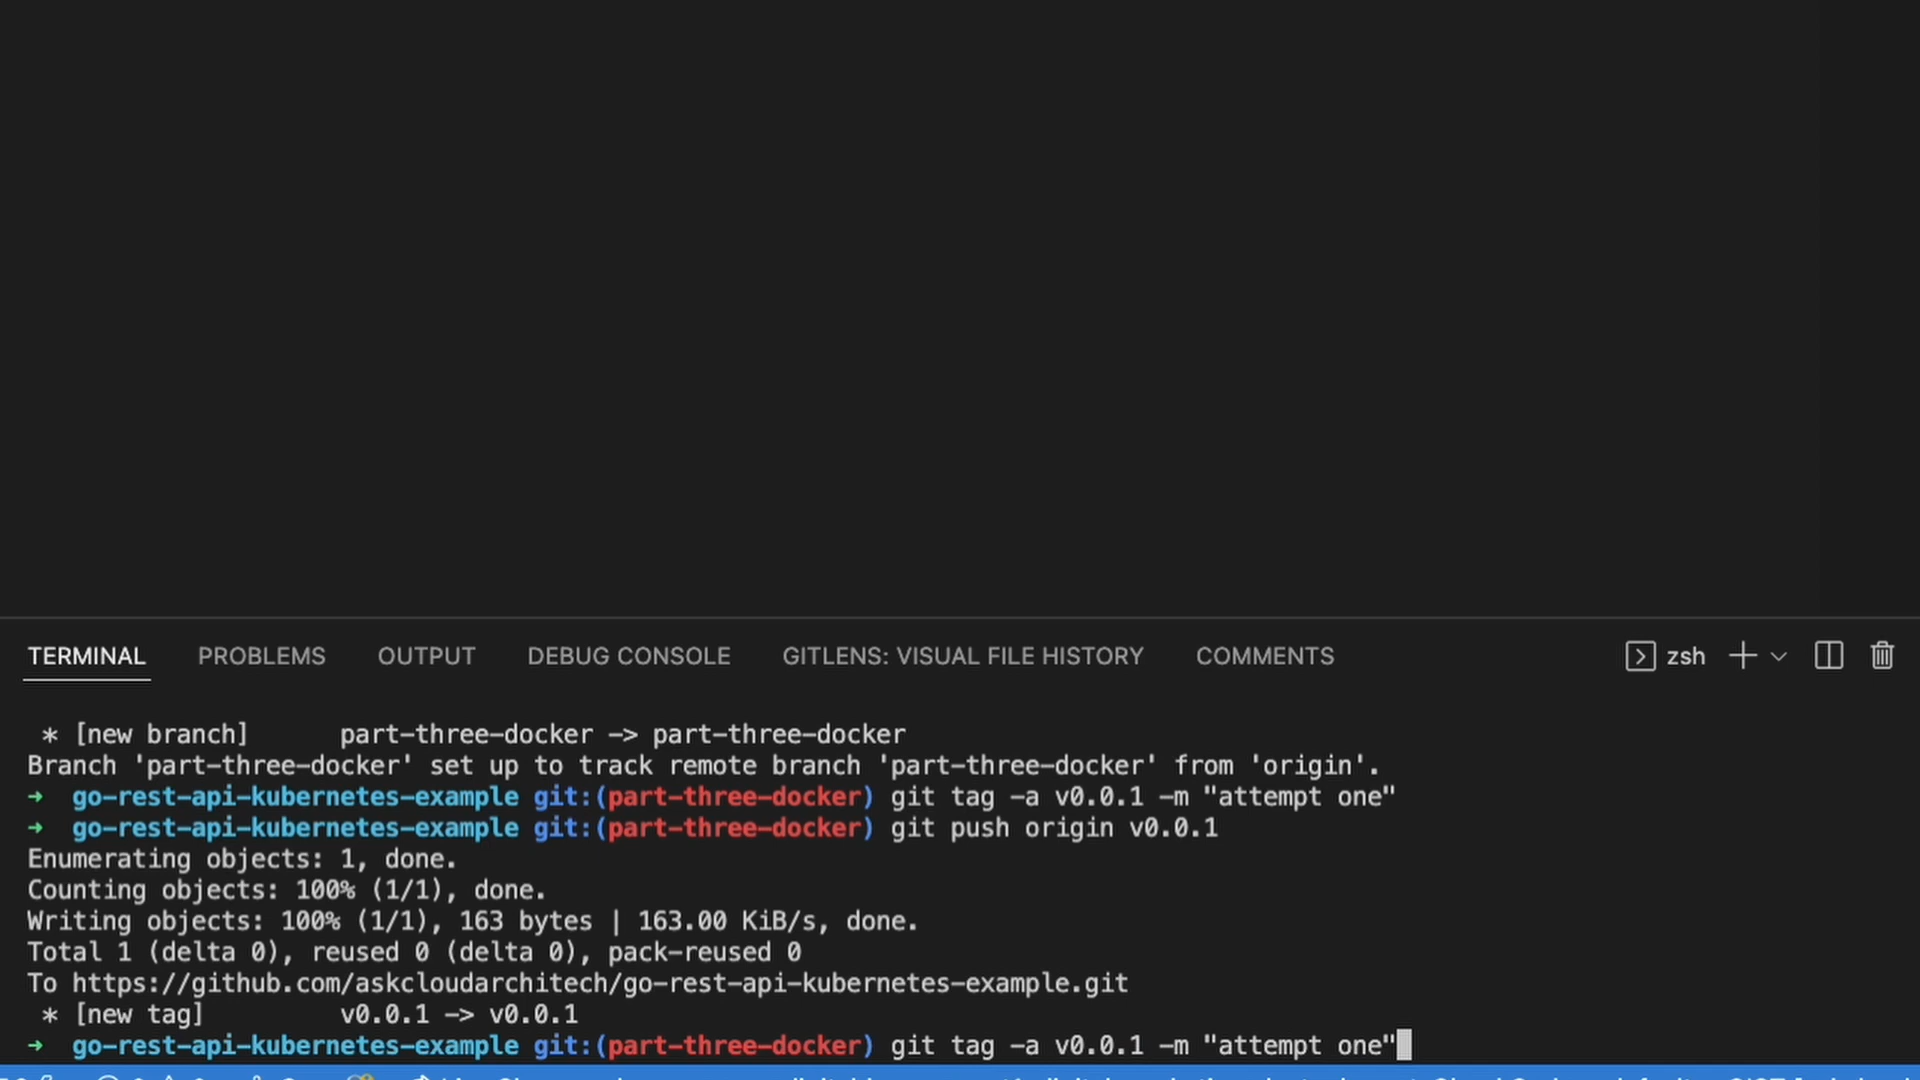 TERMINAL PROBLEMS OUTPUT DEBUG CONSOLE GITLENS: VISUAL FILE HISTORY COMMENTS zsh
* [new branch] part-three-docker -> part-three-docker
Branch 'part-three-docker' set up to track remote branch 'part-three-docker' from 'origin'.
→ go-rest-api-kubernetes-example git:(part-three-docker) git tag -a v0.0.1 -m "attempt one"
→ go-rest-api-kubernetes-example git:(part-three-docker) git push origin v0.0.1
Enumerating objects: 1, done.
Counting objects: 100% (1/1), done.
Writing objects: 100% (1/1), 163 bytes | 163.00 KiB/s, done.
Total 1 (delta 0), reused 0 (delta 0), pack-reused 0
To https://github.com/askcloudarchitech/go-rest-api-kubernetes-example.git
* [new tag] v0.0.1 -> v0.0.1
→ go-rest-api-kubernetes-example git:(part-three-docker) git tag -a v0.0.1 -m "attempt one"